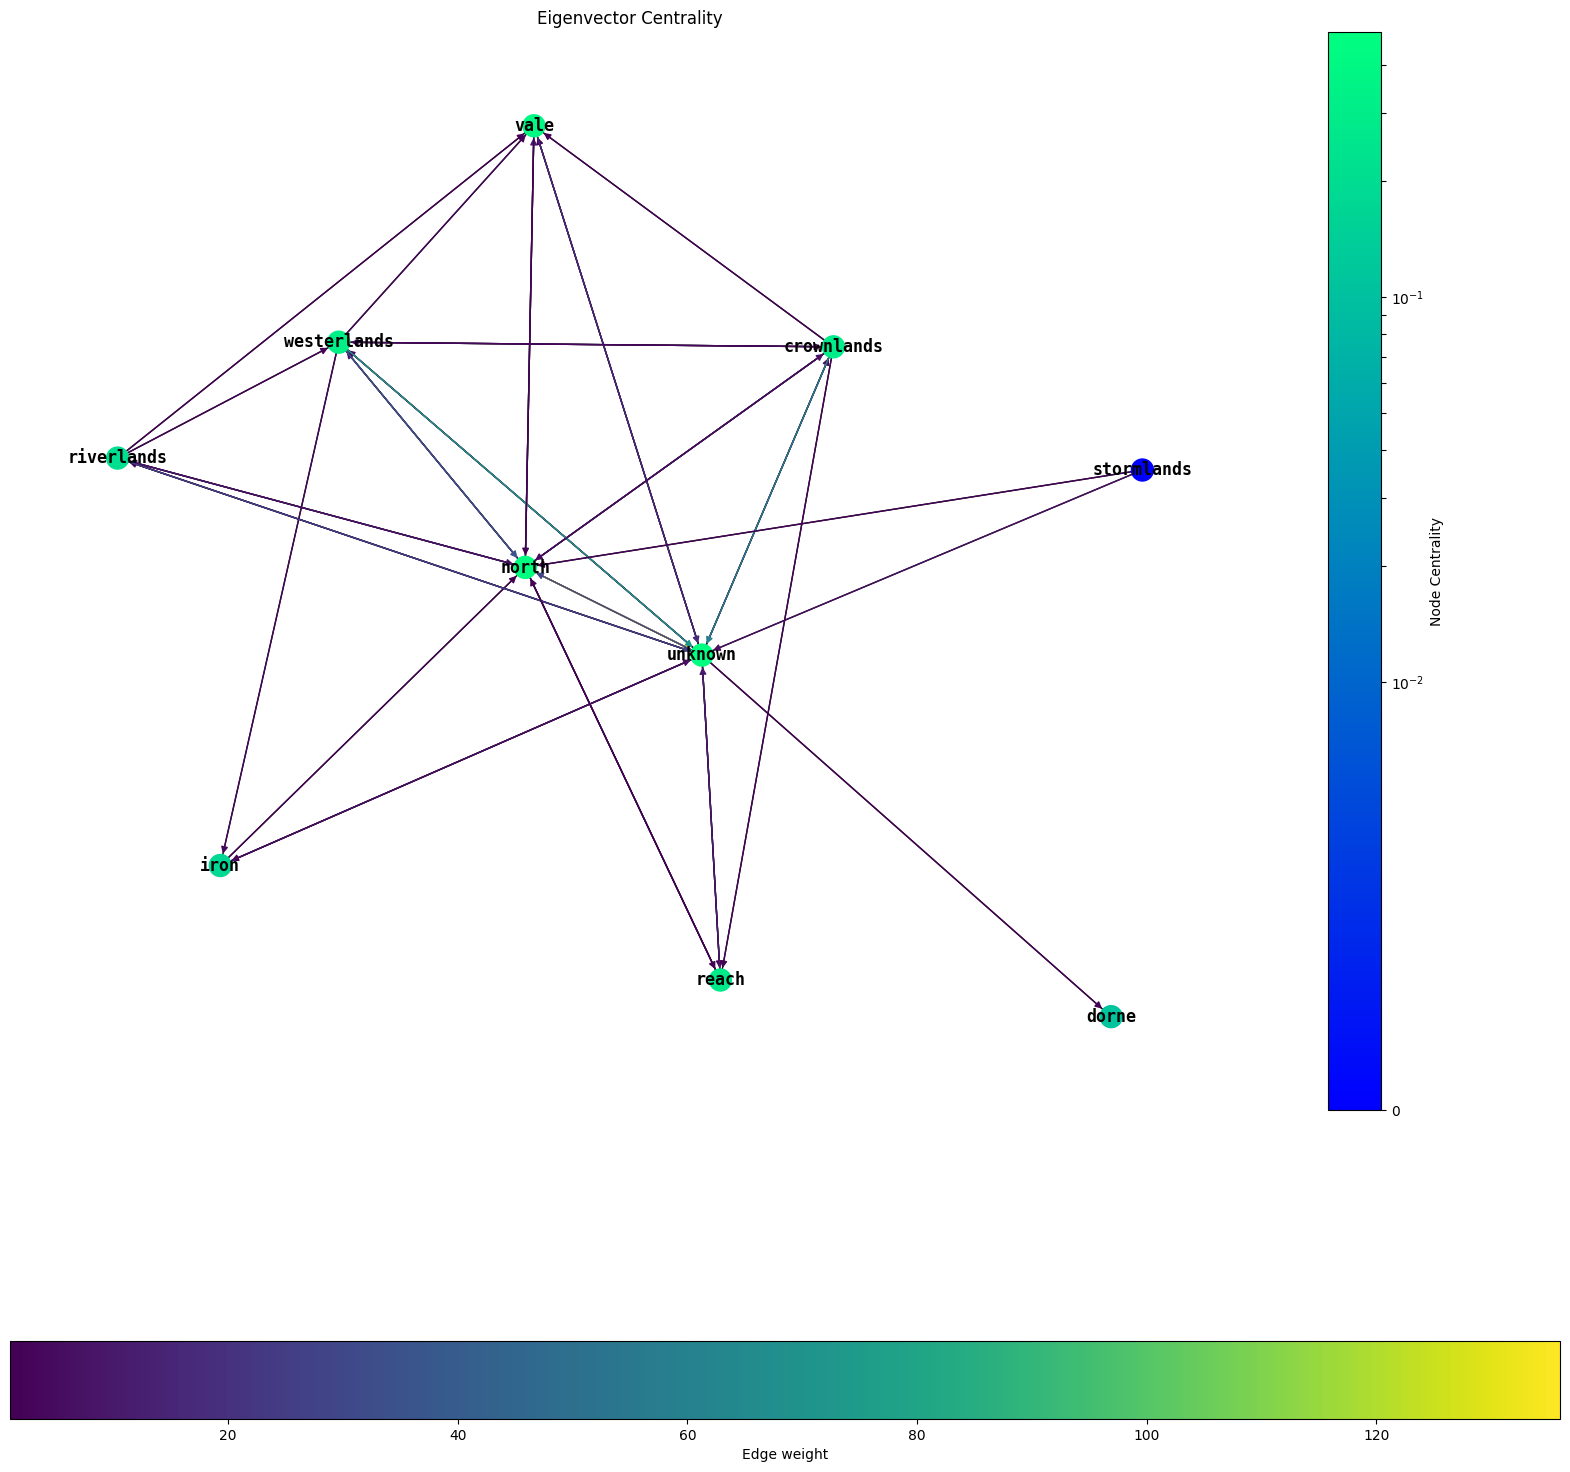 Eigenvector Centrality
vale
westerlands
crownlands
riverlands
stormlands
north
unknown
iron
reach
dorne
10⁻¹
10⁻²
0
Node Centrality
20 40 60 80 100 120
Edge weight